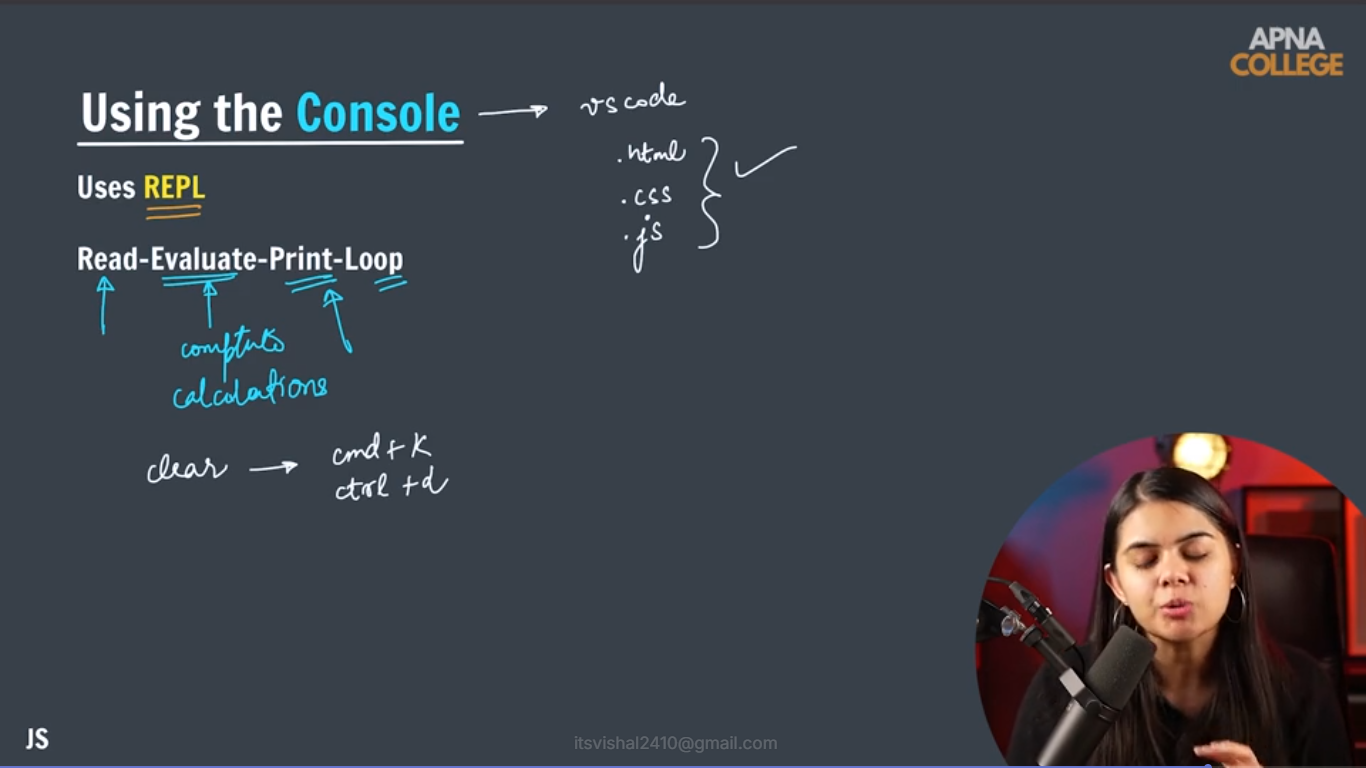 APNA
COLLEGE
Using the Console → vs code
.html
.css
.js
Uses REPL
Read-Evaluate-Print-Loop
calculations
clear → cmd + K
ctrl + d
JS
itsvishal2410@gmail.com